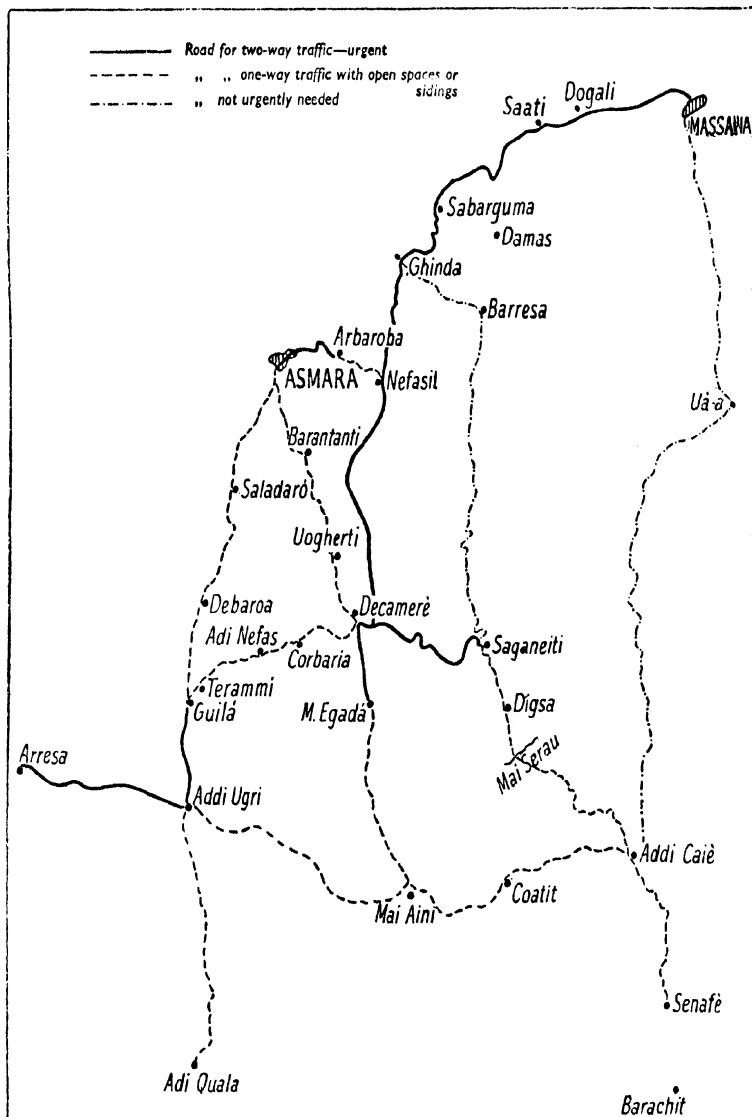 Road for two-way traffic—urgent
„ „ one-way traffic with open spaces or
sidings
„ not urgently needed
Dogali
Saati
MASSANA
Sabarguma
Damas
Ghinda
Barresa
Arbaroba
ASMARA
Nefasil
Uà-a
Barantanti
Saladarò
Uogherti
Debaroa
Decamerè
Adi Nefas
Corbaria
Saganeiti
Terammi
Guilá
M. Egadà
Digsa
Mai Serau
Arresa
Addi Ugri
Addi Caiè
Coatit
Mai Aini
Senafè
Adi Quala
Barachit